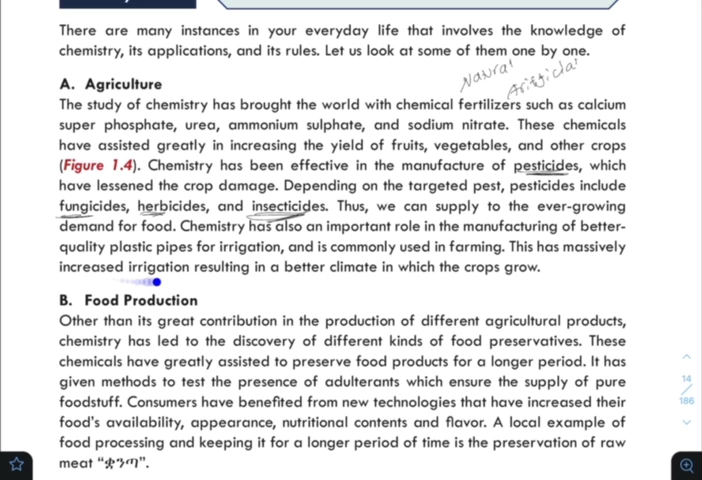 There are many instances in your everyday life that involves the knowledge of
chemistry, its applications, and its rules. Let us look at some of them one by one.
Natural
Artificial
A. Agriculture
The study of chemistry has brought the world with chemical fertilizers such as calcium
super phosphate, urea, ammonium sulphate, and sodium nitrate. These chemicals
have assisted greatly in increasing the yield of fruits, vegetables, and other crops
(Figure 1.4). Chemistry has been effective in the manufacture of pesticides, which
have lessened the crop damage. Depending on the targeted pest, pesticides include
fungicides, herbicides, and insecticides. Thus, we can supply to the ever-growing
demand for food. Chemistry has also an important role in the manufacturing of better-
quality plastic pipes for irrigation, and is commonly used in farming. This has massively
increased irrigation resulting in a better climate in which the crops grow.
B. Food Production
Other than its great contribution in the production of different agricultural products,
chemistry has led to the discovery of different kinds of food preservatives. These
chemicals have greatly assisted to preserve food products for a longer period. It has
given methods to test the presence of adulterants which ensure the supply of pure
foodstuff. Consumers have benefited from new technologies that have increased their
food's availability, appearance, nutritional contents and flavor. A local example of
food processing and keeping it for a longer period of time is the preservation of raw
meat “ቋንጣ”.
14
186